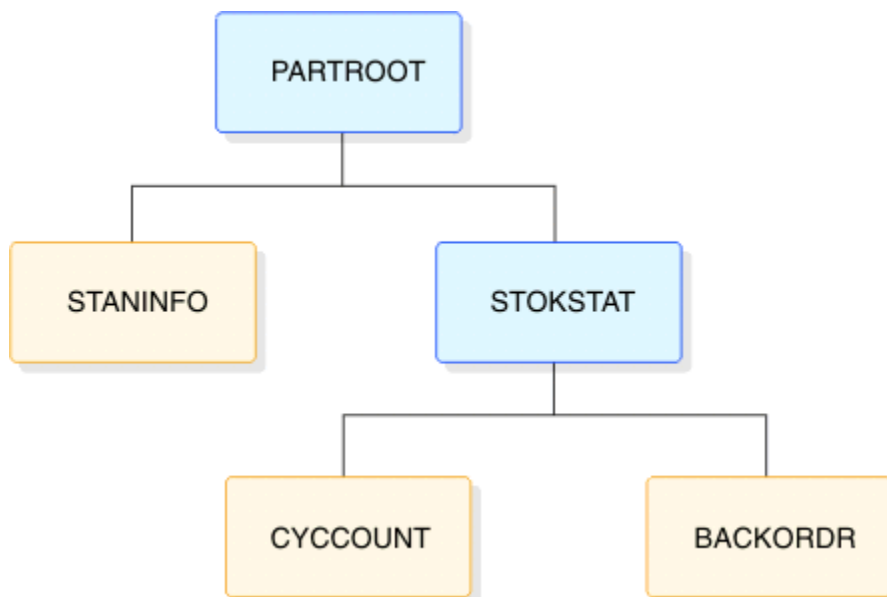 PARTROOT
STANINFO
STOKSTAT
CYCCOUNT
BACKORDR